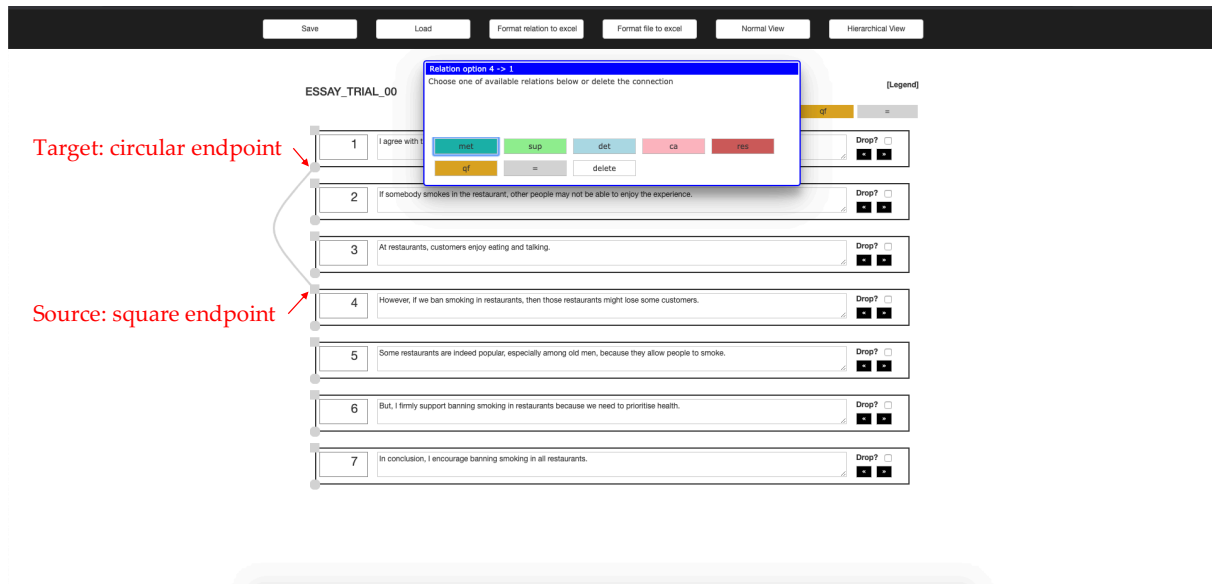 Save Load Format relation to excel Format file to excel Normal View Hierarchical View
Relation option 4 -> 1
Choose one of available relations below or delete the connection
ESSAY_TRIAL_00
[Legend]
qf =
met sup det ca res
qf = delete
Target: circular endpoint
1 I agree with Drop?
« »
2 If somebody smokes in the restaurant, other people may not be able to enjoy the experience. Drop?
« »
3 At restaurants, customers enjoy eating and talking. Drop?
« »
Source: square endpoint
4 However, if we ban smoking in restaurants, then those restaurants might lose some customers. Drop?
« »
5 Some restaurants are indeed popular, especially among old men, because they allow people to smoke. Drop?
« »
6 But, I firmly support banning smoking in restaurants because we need to prioritise health. Drop?
« »
7 In conclusion, I encourage banning smoking in all restaurants. Drop?
« »